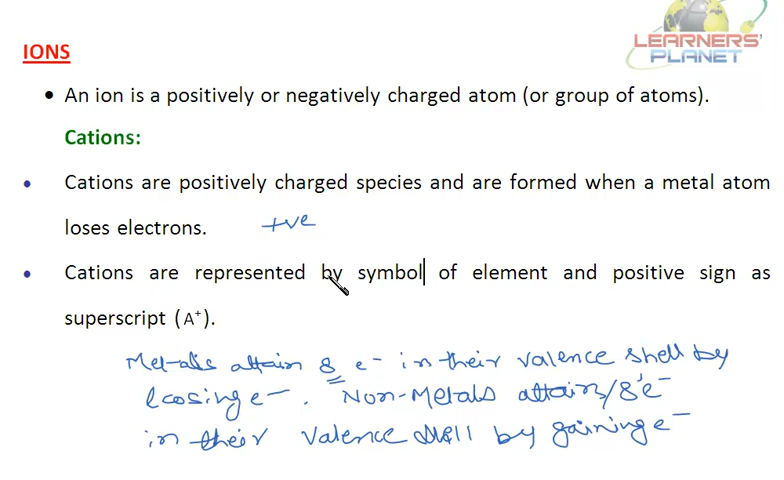 LEARNERS'
PLANET
IONS
• An ion is a positively or negatively charged atom (or group of atoms).
Cations:
• Cations are positively charged species and are formed when a metal atom
loses electrons. +ve
• Cations are represented by symbol of element and positive sign as
superscript (A⁺).
Metals attain 8 e⁻ in their valence shell by
loosing e⁻. Non-Metals attain 8 e⁻
in their valence shell by gaining e⁻